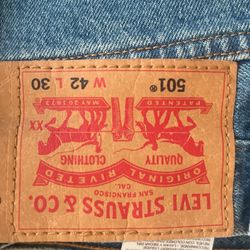 LEVI STRAUSS & CO.
SAN FRANCISCO
CAL
ORIGINAL RIVETED
QUALITY
CLOTHING
XX
PATENTED
MAY 20 1873
501®
W 42 L 30